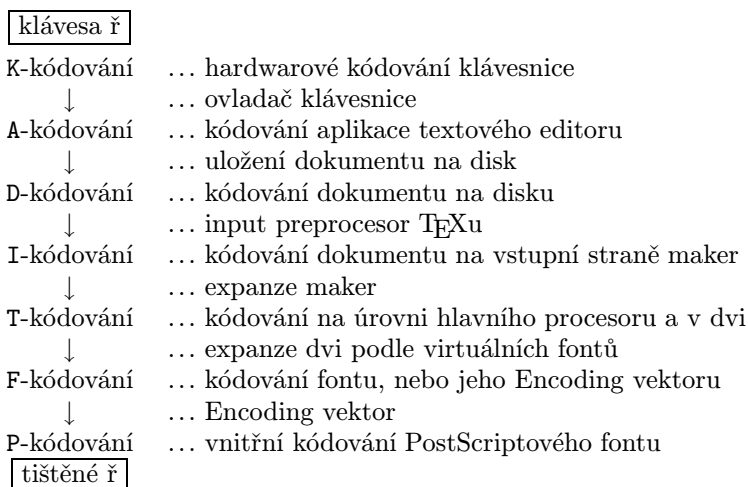 klávesa ř
K-kódování ... hardwarové kódování klávesnice
↓ ... ovladač klávesnice
A-kódování ... kódování aplikace textového editoru
↓ ... uložení dokumentu na disk
D-kódování ... kódování dokumentu na disku
↓ ... input preprocesor TEXu
I-kódování ... kódování dokumentu na vstupní straně maker
↓ ... expanze maker
T-kódování ... kódování na úrovni hlavního procesoru a v dvi
↓ ... expanze dvi podle virtuálních fontů
F-kódování ... kódování fontu, nebo jeho Encoding vektoru
↓ ... Encoding vektor
P-kódování ... vnitřní kódování PostScriptového fontu
tištěné ř